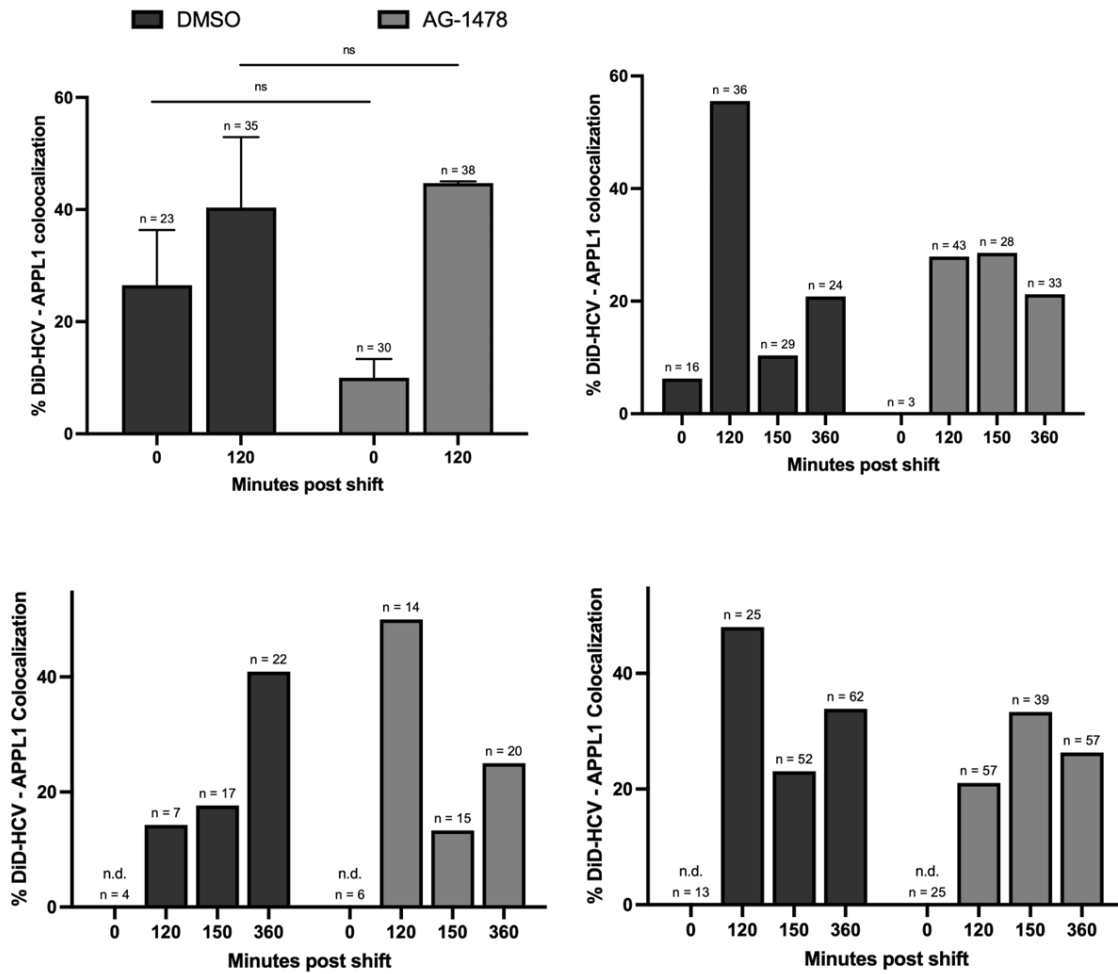 DMSO AG-1478
ns
ns
% DiD-HCV - APPL1 coloocalization
60
40
20
0
n = 23
n = 35
n = 30
n = 38
0 120 0 120
Minutes post shift
% DiD-HCV - APPL1 coloocalization
60
40
20
0
n = 16
n = 36
n = 29
n = 24
n = 3
n = 43
n = 28
n = 33
0 120 150 360 0 120 150 360
Minutes post shift
% DiD-HCV - APPL1 Colocalization
40
20
0
n.d.
n = 4
n = 7
n = 17
n = 22
n.d.
n = 6
n = 14
n = 15
n = 20
0 120 150 360 0 120 150 360
Minutes post shift
% DiD-HCV - APPL1 Colocalization
40
20
0
n.d.
n = 13
n = 25
n = 52
n = 62
n.d.
n = 25
n = 57
n = 39
n = 57
0 120 150 360 0 120 150 360
Minutes post shift